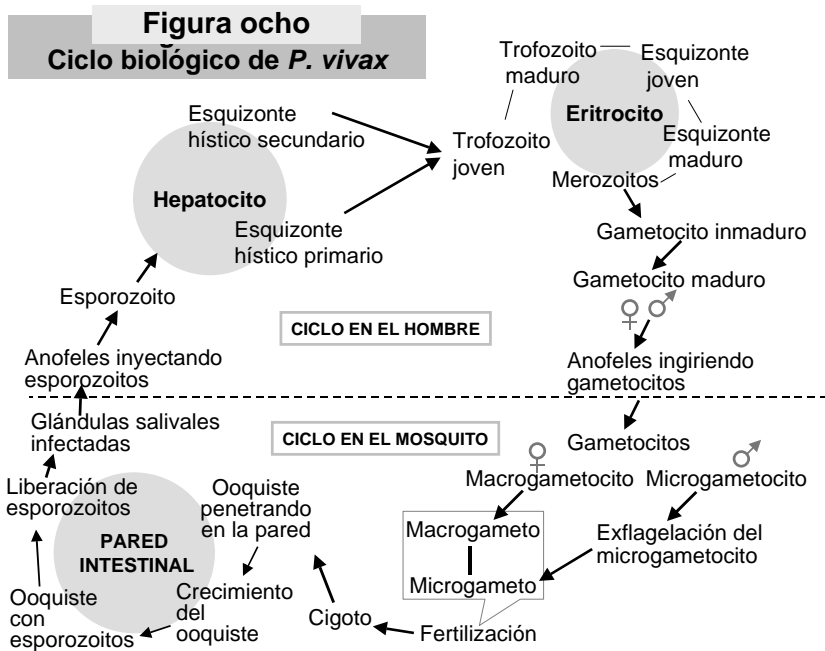 Figura ocho
Ciclo biológico de P. vivax
Trofozoito
maduro
Esquizonte
joven
Eritrocito
Esquizonte
maduro
Merozoitos
Trofozoito
joven
Esquizonte
hístico secundario
Hepatocito
Esquizonte
hístico primario
Gametocito inmaduro
Gametocito maduro
♀ ♂
Esporozoito
CICLO EN EL HOMBRE
Anofeles inyectando
esporozoitos
Anofeles ingiriendo
gametocitos
Glándulas salivales
infectadas
CICLO EN EL MOSQUITO
Gametocitos
♀ ♂
Macrogametocito
Microgametocito
Liberación de
esporozoitos
Ooquiste
penetrando
en la pared
PARED
INTESTINAL
Macrogameto
Microgameto
Exflagelación del
microgametocito
Ooquiste
con
esporozoitos
Crecimiento
del
ooquiste
Cigoto
Fertilización